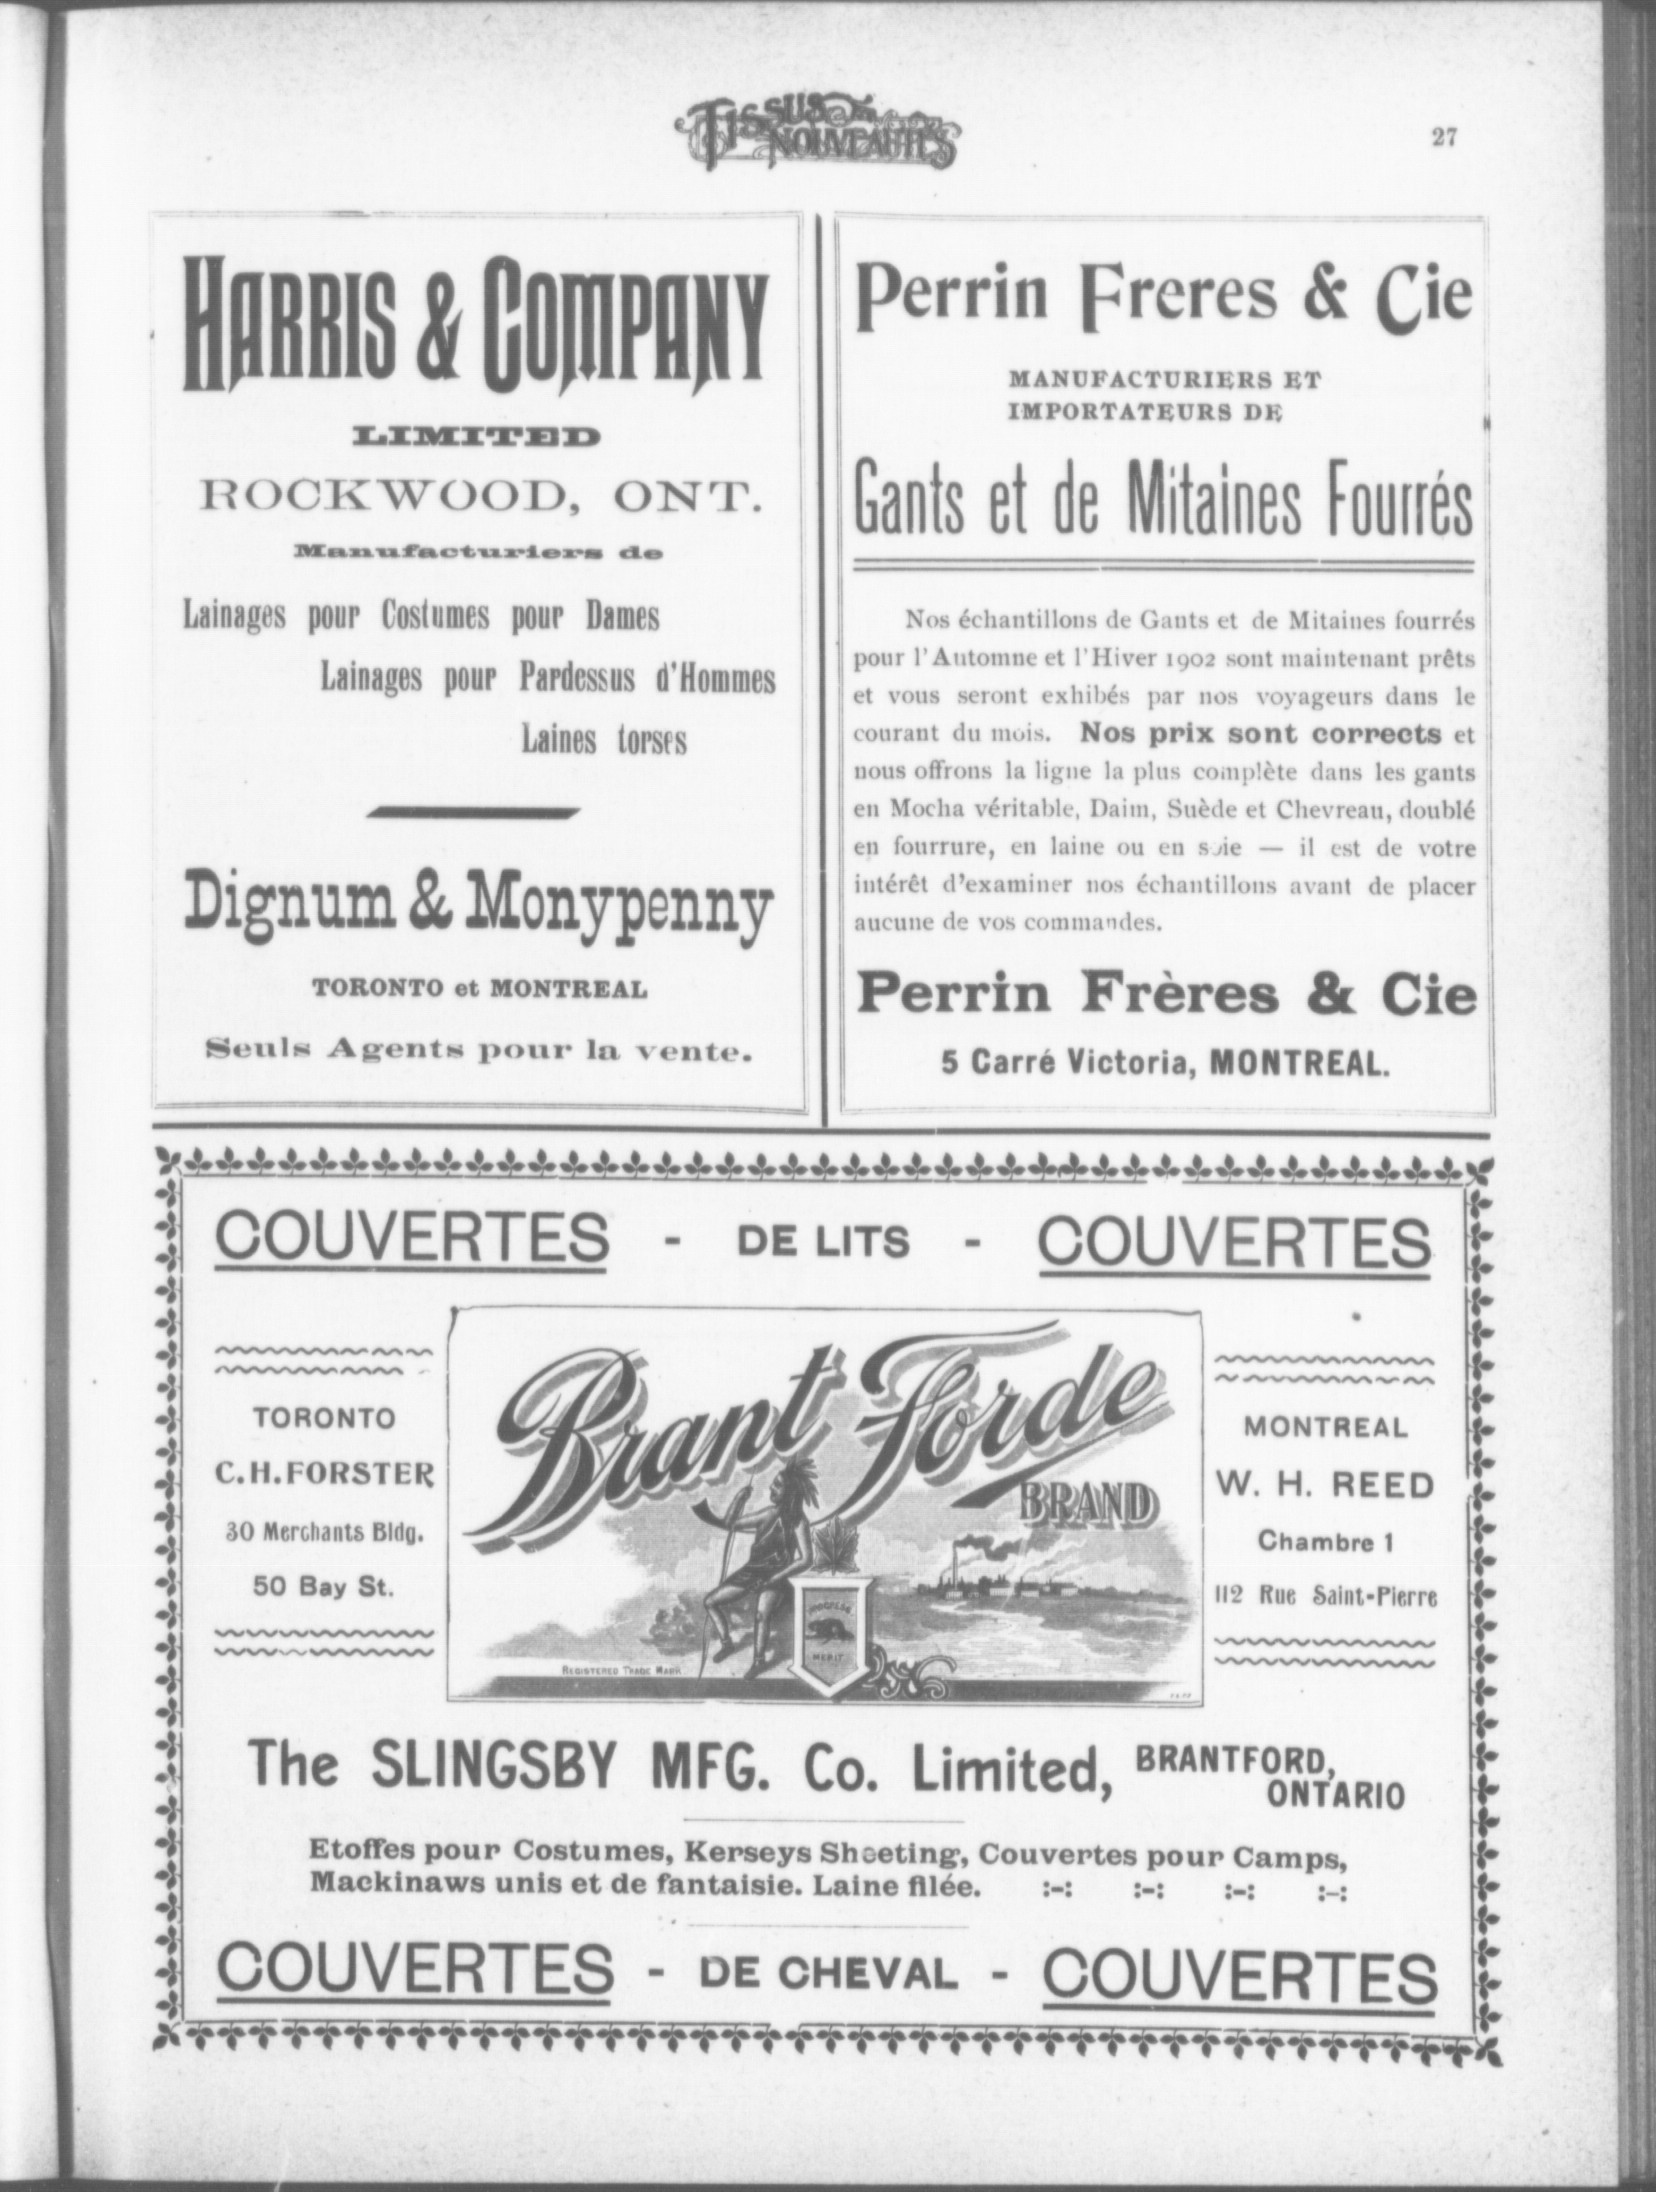 TISSUS
NOUVEAUTÉS
27
HARRIS & COMPANY
LIMITED
ROCKWOOD, ONT.
Manufacturiers de
Lainages pour Costumes pour Dames
Lainages pour Pardessus d'Hommes
Laines torses
Dignum & Monypenny
TORONTO et MONTREAL
Seuls Agents pour la vente.
Perrin Freres & Cie
MANUFACTURIERS ET
IMPORTATEURS DE
Gants et de Mitaines Fourrés
Nos échantillons de Gants et de Mitaines fourrés
pour l'Automne et l'Hiver 1902 sont maintenant prêts
et vous seront exhibés par nos voyageurs dans le
courant du mois. Nos prix sont corrects et
nous offrons la ligne la plus complète dans les gants
en Mocha véritable, Daim, Suède et Chevreau, doublé
en fourrure, en laine ou en soie — il est de votre
intérêt d'examiner nos échantillons avant de placer
aucune de vos commandes.
Perrin Frères & Cie
5 Carré Victoria, MONTREAL.
COUVERTES - DE LITS - COUVERTES
TORONTO
C.H. FORSTER
30 Merchants Bldg.
50 Bay St.
Brant Forde
BRAND
PROGRESS
MERIT
REGISTERED TRADE MARK
MONTREAL
W. H. REED
Chambre 1
112 Rue Saint-Pierre
The SLINGSBY MFG. Co. Limited, BRANTFORD,
ONTARIO
Etoffes pour Costumes, Kerseys Sheeting, Couvertes pour Camps,
Mackinaws unis et de fantaisie. Laine filée. :-: :-: :-: :-:
COUVERTES - DE CHEVAL - COUVERTES